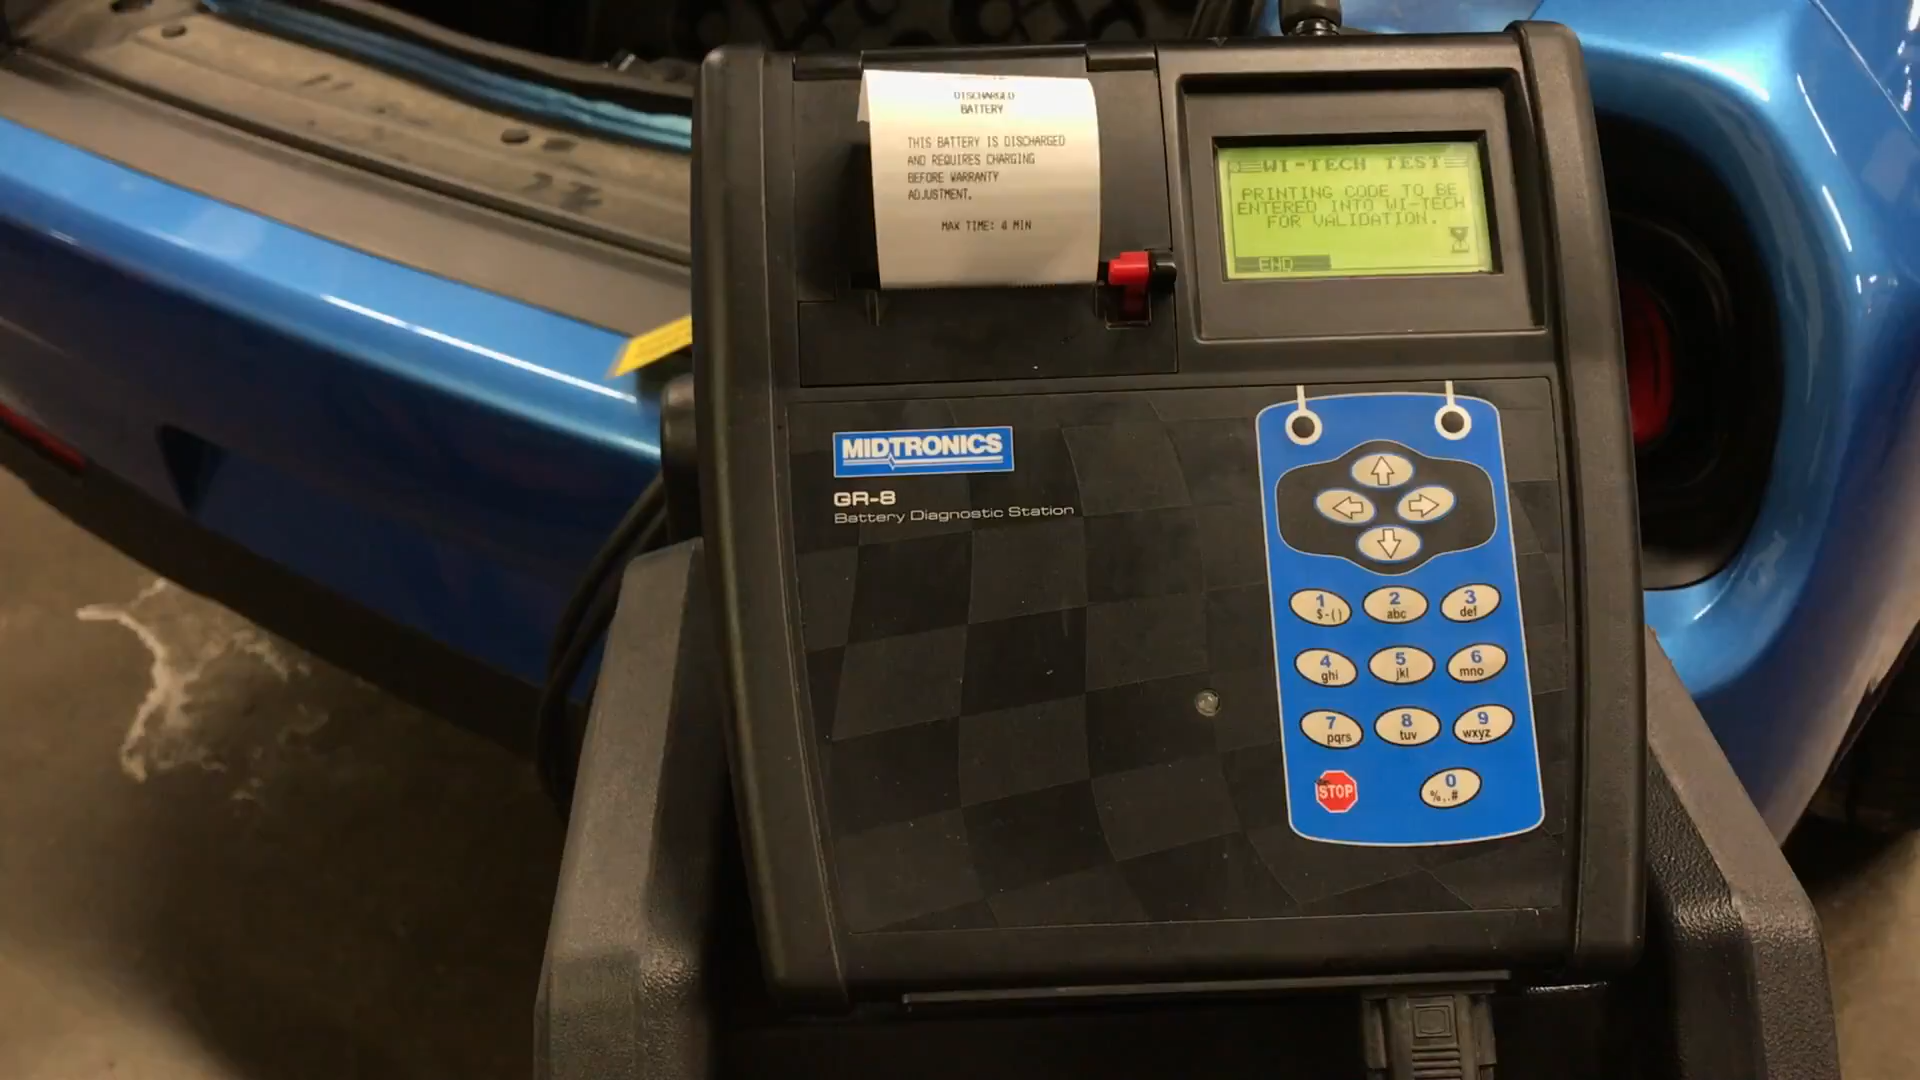 DISCHARGED
BATTERY
THIS BATTERY IS DISCHARGED
AND REQUIRES CHARGING
BEFORE WARRANTY
ADJUSTMENT.
MAX TIME: 4 MIN
WI-TECH TEST
PRINTING CODE TO BE
ENTERED INTO WI-TECH
FOR VALIDATION.
END
MIDTRONICS
GR-8
Battery Diagnostic Station
1 2 3
$-() abc def
4 5 6
ghi jkl mno
7 8 9
pqrs tuv wxyz
STOP 0
%.,#